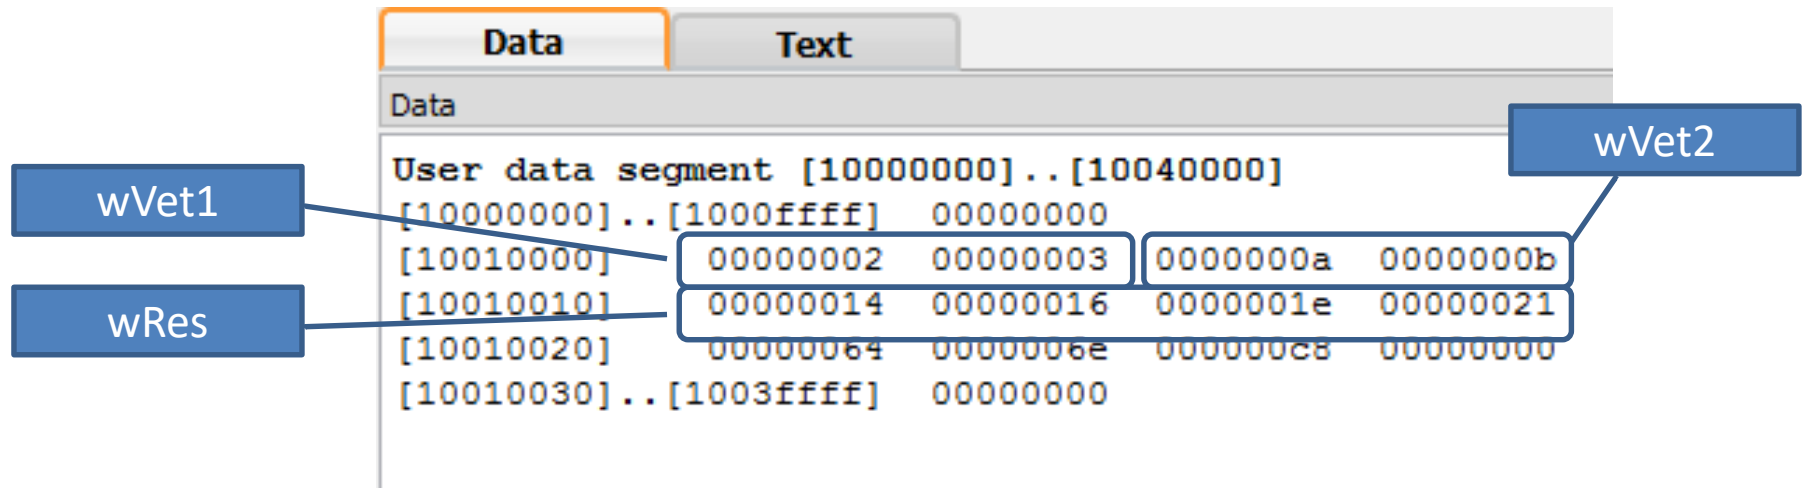 Data Text
Data
wVet2
User data segment [10000000]..[10040000]
wVet1
[10000000]..[1000ffff] 00000000
[10010000] 00000002 00000003 0000000a 0000000b
wRes
[10010010] 00000014 00000016 0000001e 00000021
[10010020] 00000064 0000006e 000000c8 00000000
[10010030]..[1003ffff] 00000000